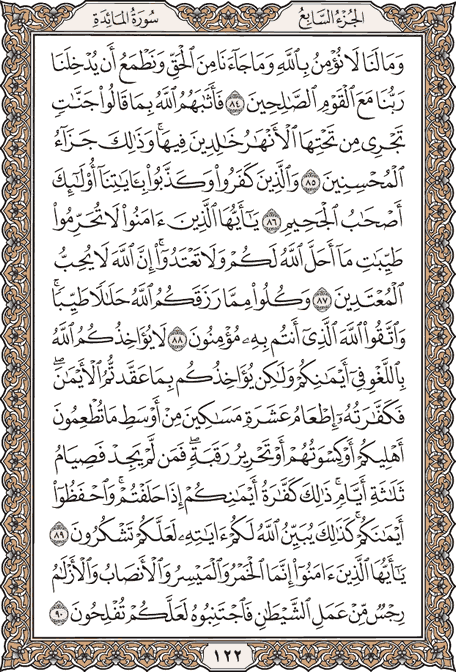 الجزء السابع سورة المائدة
وَمَا لَنَا لَا نُؤْمِنُ بِٱللَّهِ وَمَا جَآءَنَا مِنَ ٱلْحَقِّ وَنَطْمَعُ أَن يُدْخِلَنَا
رَبُّنَا مَعَ ٱلْقَوْمِ ٱلصَّٰلِحِينَ ٨٤ فَأَثَٰبَهُمُ ٱللَّهُ بِمَا قَالُوا۟ جَنَّٰتٍ
تَجْرِى مِن تَحْتِهَا ٱلْأَنْهَٰرُ خَٰلِدِينَ فِيهَا ۚ وَذَٰلِكَ جَزَآءُ
ٱلْمُحْسِنِينَ ٨٥ وَٱلَّذِينَ كَفَرُوا۟ وَكَذَّبُوا۟ بِـَٔايَٰتِنَآ أُو۟لَٰٓئِكَ
أَصْحَٰبُ ٱلْجَحِيمِ ٨٦ يَٰٓأَيُّهَا ٱلَّذِينَ ءَامَنُوا۟ لَا تُحَرِّمُوا۟
طَيِّبَٰتِ مَآ أَحَلَّ ٱللَّهُ لَكُمْ وَلَا تَعْتَدُوٓا۟ ۚ إِنَّ ٱللَّهَ لَا يُحِبُّ
ٱلْمُعْتَدِينَ ٨٧ وَكُلُوا۟ مِمَّا رَزَقَكُمُ ٱللَّهُ حَلَٰلًا طَيِّبًا ۚ
وَٱتَّقُوا۟ ٱللَّهَ ٱلَّذِىٓ أَنتُم بِهِۦ مُؤْمِنُونَ ٨٨ لَا يُؤَاخِذُكُمُ ٱللَّهُ
بِٱللَّغْوِ فِىٓ أَيْمَٰنِكُمْ وَلَٰكِن يُؤَاخِذُكُم بِمَا عَقَّدتُّمُ ٱلْأَيْمَٰنَ ۖ
فَكَفَّٰرَتُهُۥٓ إِطْعَامُ عَشَرَةِ مَسَٰكِينَ مِنْ أَوْسَطِ مَا تُطْعِمُونَ
أَهْلِيكُمْ أَوْ كِسْوَتُهُمْ أَوْ تَحْرِيرُ رَقَبَةٍ ۖ فَمَن لَّمْ يَجِدْ فَصِيَامُ
ثَلَٰثَةِ أَيَّامٍ ۚ ذَٰلِكَ كَفَّٰرَةُ أَيْمَٰنِكُمْ إِذَا حَلَفْتُمْ ۚ وَٱحْفَظُوٓا۟
أَيْمَٰنَكُمْ ۚ كَذَٰلِكَ يُبَيِّنُ ٱللَّهُ لَكُمْ ءَايَٰتِهِۦ لَعَلَّكُمْ تَشْكُرُونَ ٨٩
يَٰٓأَيُّهَا ٱلَّذِينَ ءَامَنُوٓا۟ إِنَّمَا ٱلْخَمْرُ وَٱلْمَيْسِرُ وَٱلْأَنصَابُ وَٱلْأَزْلَٰمُ
رِجْسٌ مِّنْ عَمَلِ ٱلشَّيْطَٰنِ فَٱجْتَنِبُوهُ لَعَلَّكُمْ تُفْلِحُونَ ٩٠
١٢٢